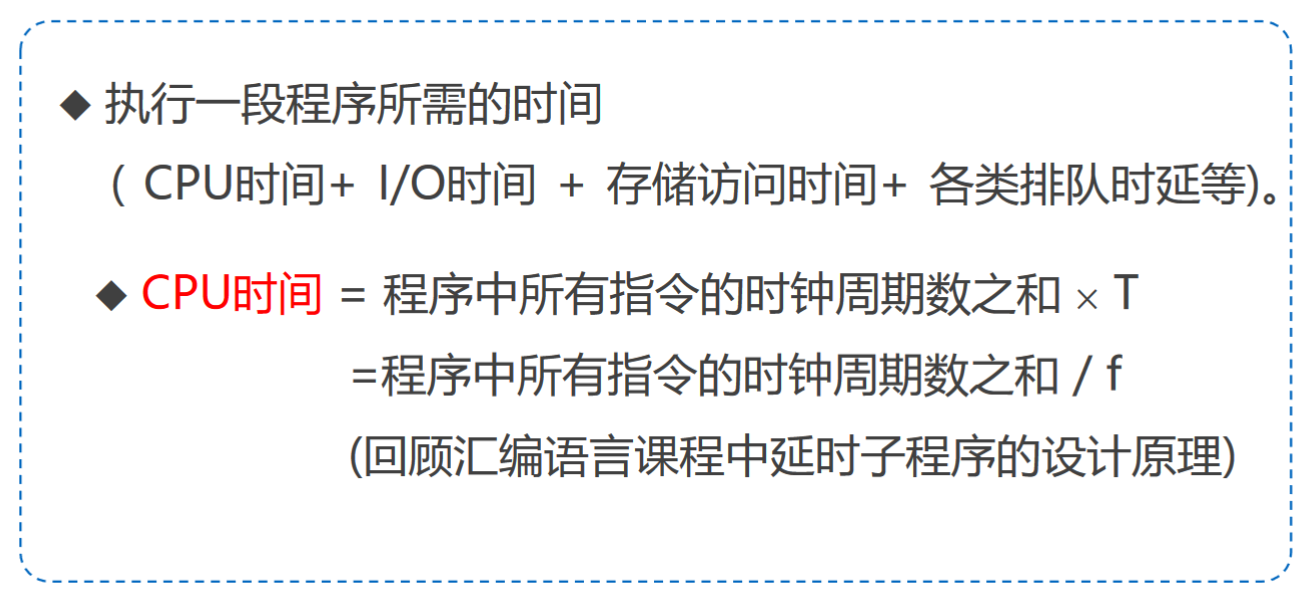 ◆ 执行一段程序所需的时间
( CPU时间+ I/O时间 + 存储访问时间+ 各类排队时延等)。
◆ CPU时间 = 程序中所有指令的时钟周期数之和 × T
=程序中所有指令的时钟周期数之和 / f
(回顾汇编语言课程中延时子程序的设计原理)